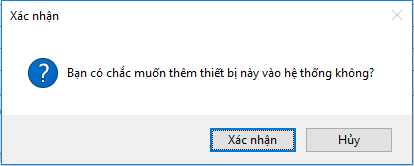 Xác nhận
Bạn có chắc muốn thêm thiết bị này vào hệ thống không?
Xác nhận
Hủy